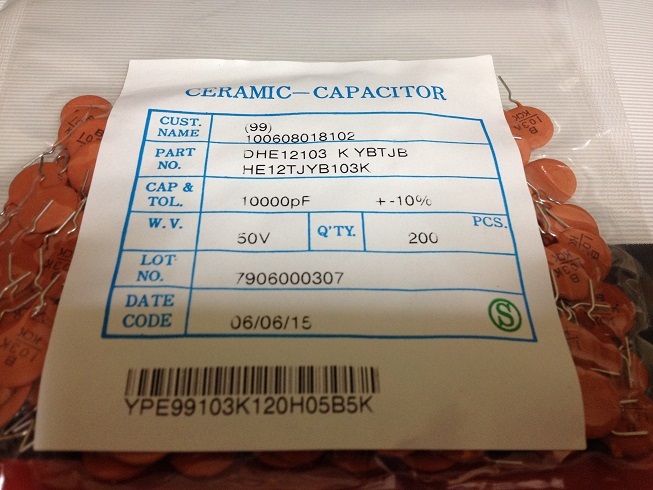 CERAMIC-CAPACITOR
CUST. NAME
(99)
100608018102
PART NO.
DHE12103 K YBTJB
HE12TJYB103K
CAP & TOL.
10000pF +-10%
W.V. 50V Q'TY. 200 PCS.
LOT NO. 7906000307
DATE CODE 06/06/15 S
YPE99103K120H05B5K